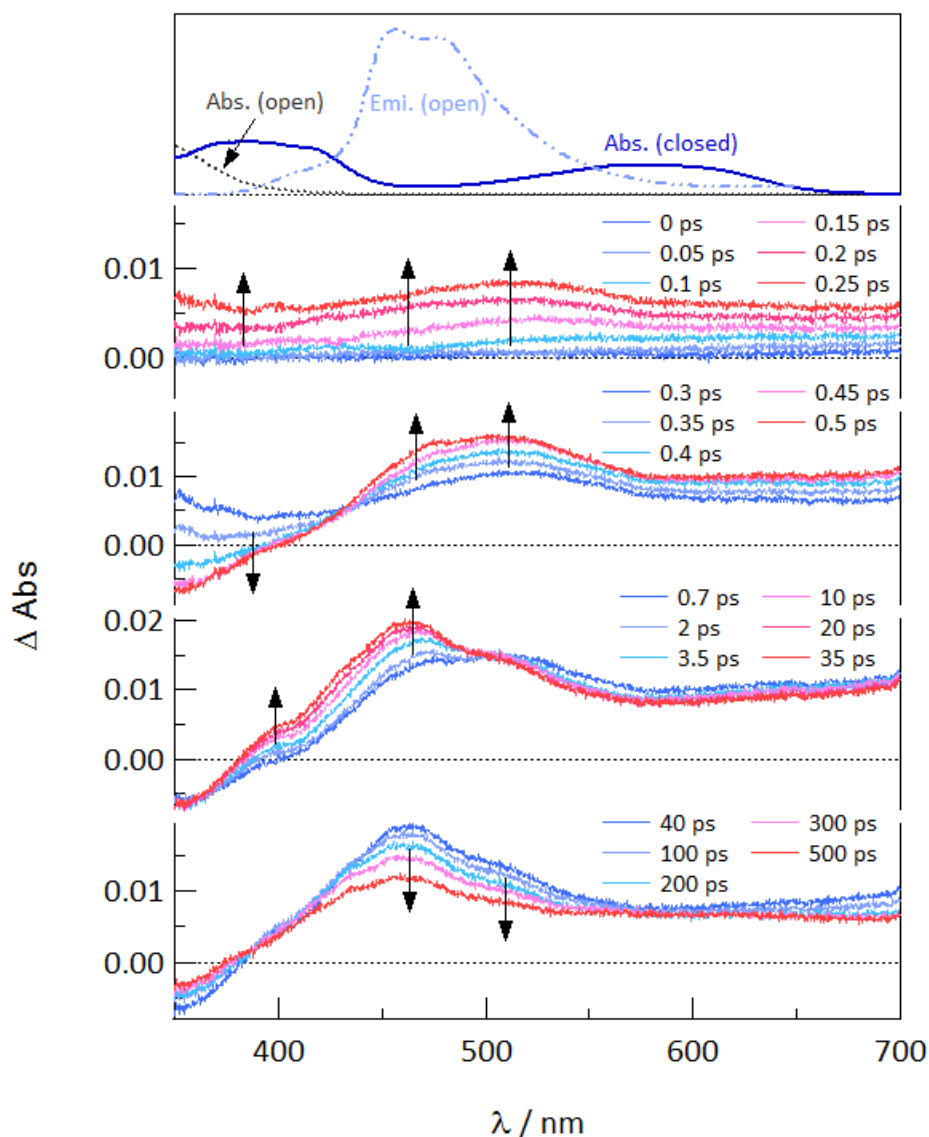 Abs. (open)
Emi. (open)
Abs. (closed)
0 ps 0.15 ps
0.05 ps 0.2 ps
0.1 ps 0.25 ps
0.01
0.00
0.3 ps 0.45 ps
0.35 ps 0.5 ps
0.4 ps
0.01
0.00
0.7 ps 10 ps
2 ps 20 ps
3.5 ps 35 ps
0.02
0.01
0.00
40 ps 300 ps
100 ps 500 ps
200 ps
0.01
0.00
Δ Abs
400 500 600 700
λ / nm